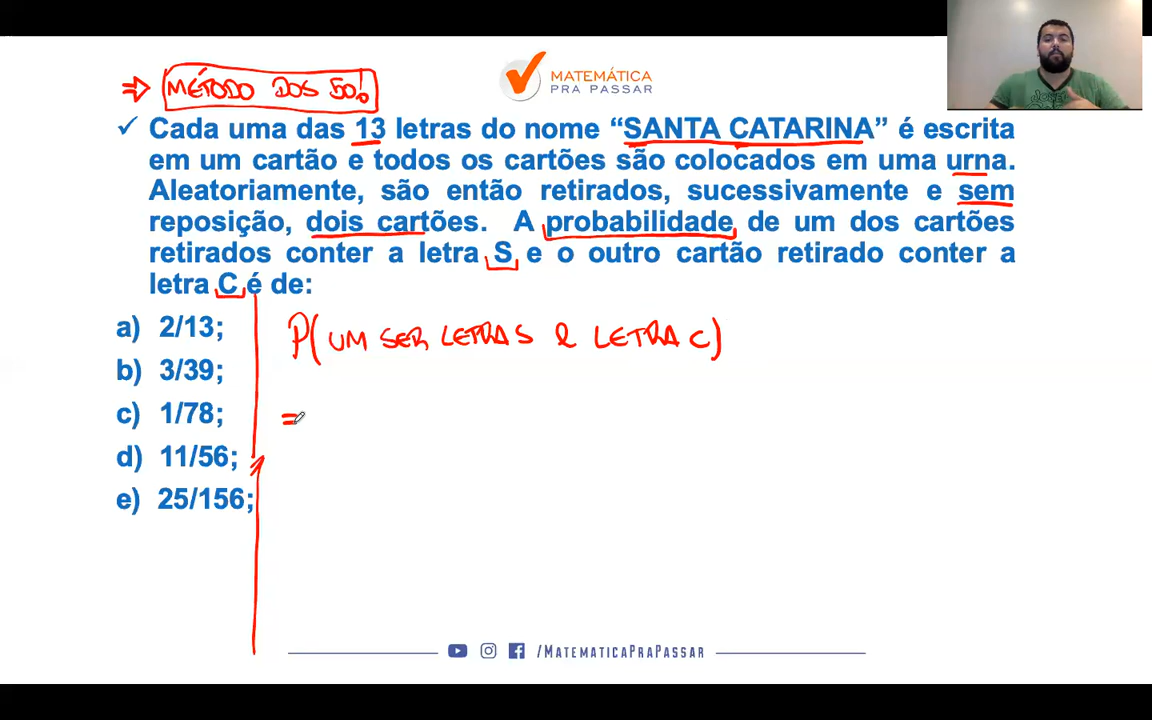 ⇒ MÉTODO DOS 50!
MATEMÁTICA
PRA PASSAR
✓ Cada uma das 13 letras do nome “SANTA CATARINA” é escrita
em um cartão e todos os cartões são colocados em uma urna.
Aleatoriamente, são então retirados, sucessivamente e sem
reposição, dois cartões. A probabilidade de um dos cartões
retirados conter a letra S e o outro cartão retirado conter a
letra C é de:
a) 2/13;
b) 3/39;
c) 1/78;
d) 11/56;
e) 25/156;
P(UM SER LETRA S e LETRA C)
=
/MATEMATICAPRAPASSAR